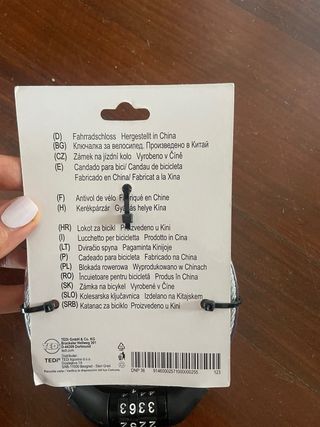 (D) Fahrradschloss Hergestellt in China
(BG) Ключалка за велосипед. Произведено в Китай
(CZ) Zámek na jízdní kolo Vyrobeno v Číně
(E) Candado para bici/ Candau de bicicleta
Fabricado en China/ Fabricat a la Xina
(F) Antivol de vélo Fabriqué en Chine
(H) Kerékpárzár Gyártás helye Kína
(HR) Lokot za bicikl Proizvedeno u Kini
(I) Lucchetto per bicicletta Prodotto in Cina
(LT) Dviračio spyna Pagaminta Kinijoje
(P) Cadeado para bicicleta Fabricado na China
(PL) Blokada rowerowa Wyprodukowano w Chinach
(RO) Încuietoare pentru bicicletă Produs în China
(SK) Zámka na bicykel Vyrobené v Číne
(SLO) Kolesarska ključavnica Izdelano na Kitajskem
(SRB) Katanac za bicikl Proizvedeno u Kini
TEDi
TEDi GmbH & Co. KG
Brackeler Hellweg 301
D-44309 Dortmund
tedi.com
DNP 36
123
3363